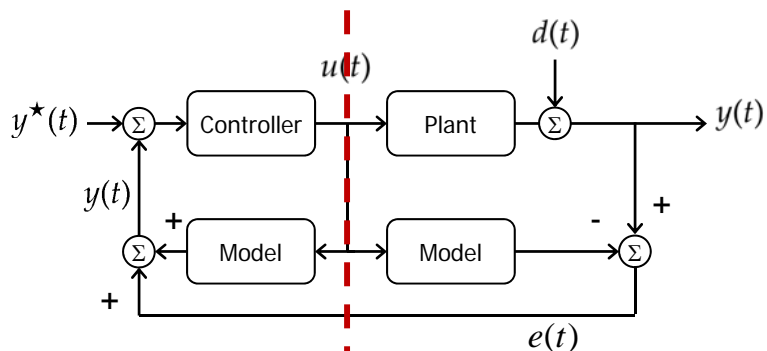 d(t)
u(t)
y★(t)
Σ
Controller
Plant
Σ
y(t)
y(t)
+
-
+
Σ
Model
Model
Σ
+
e(t)